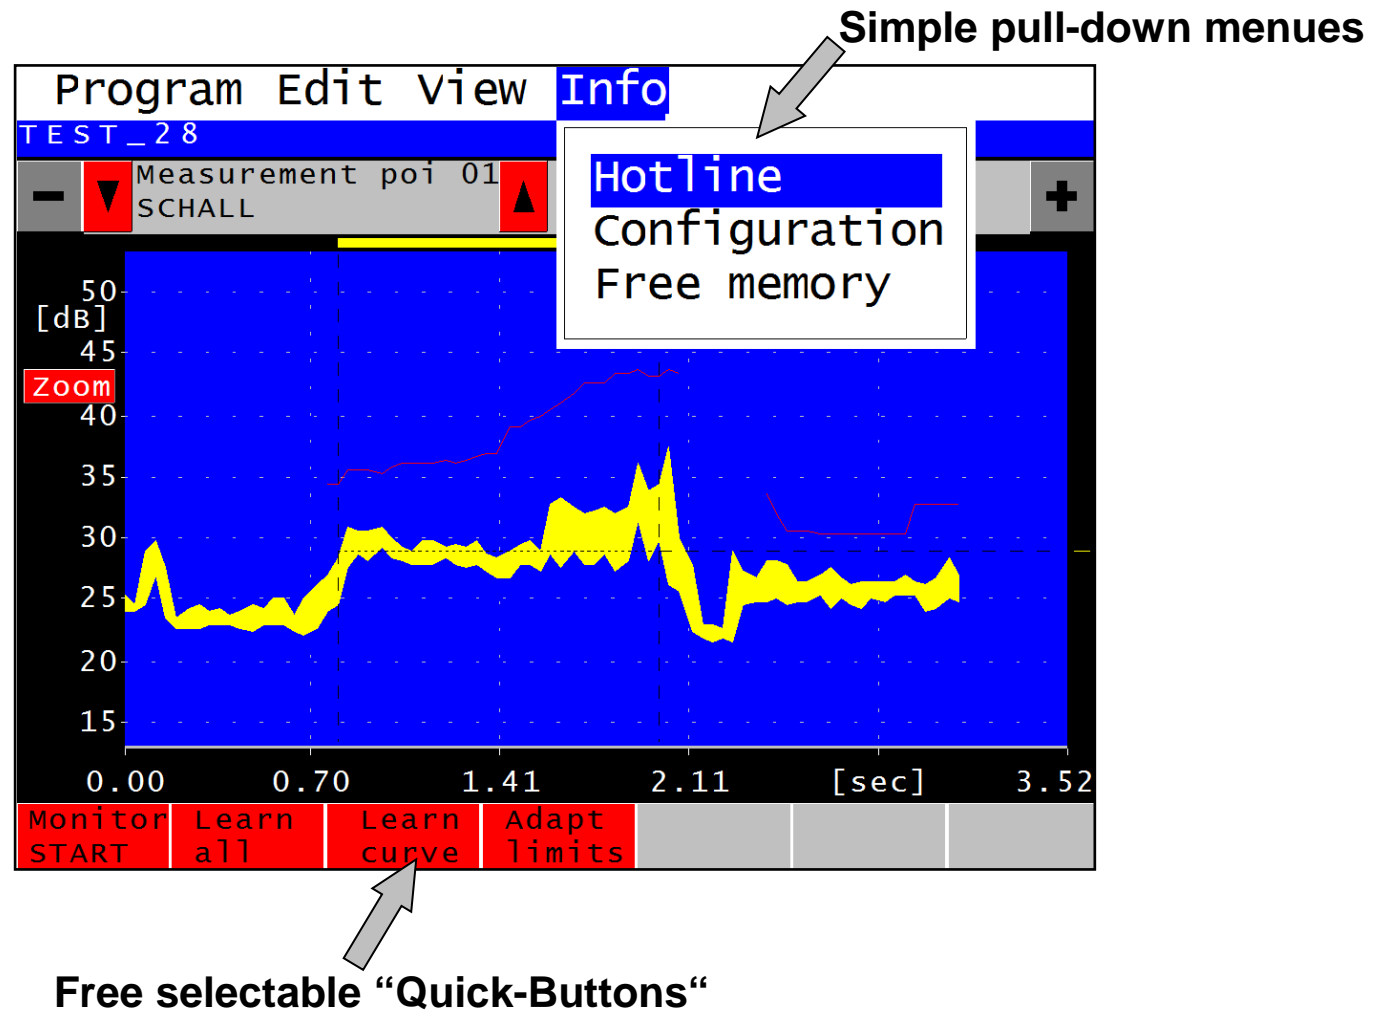 Simple pull-down menues
Program Edit View Info
TEST_28
Hotline
Configuration
Free memory
- Measurement poi 01 +
SCHALL
50
[dB]
45
Zoom
40
35
30
25
20
15
0.00 0.70 1.41 2.11 [sec] 3.52
Monitor Learn Learn Adapt
START all curve limits
Free selectable “Quick-Buttons“